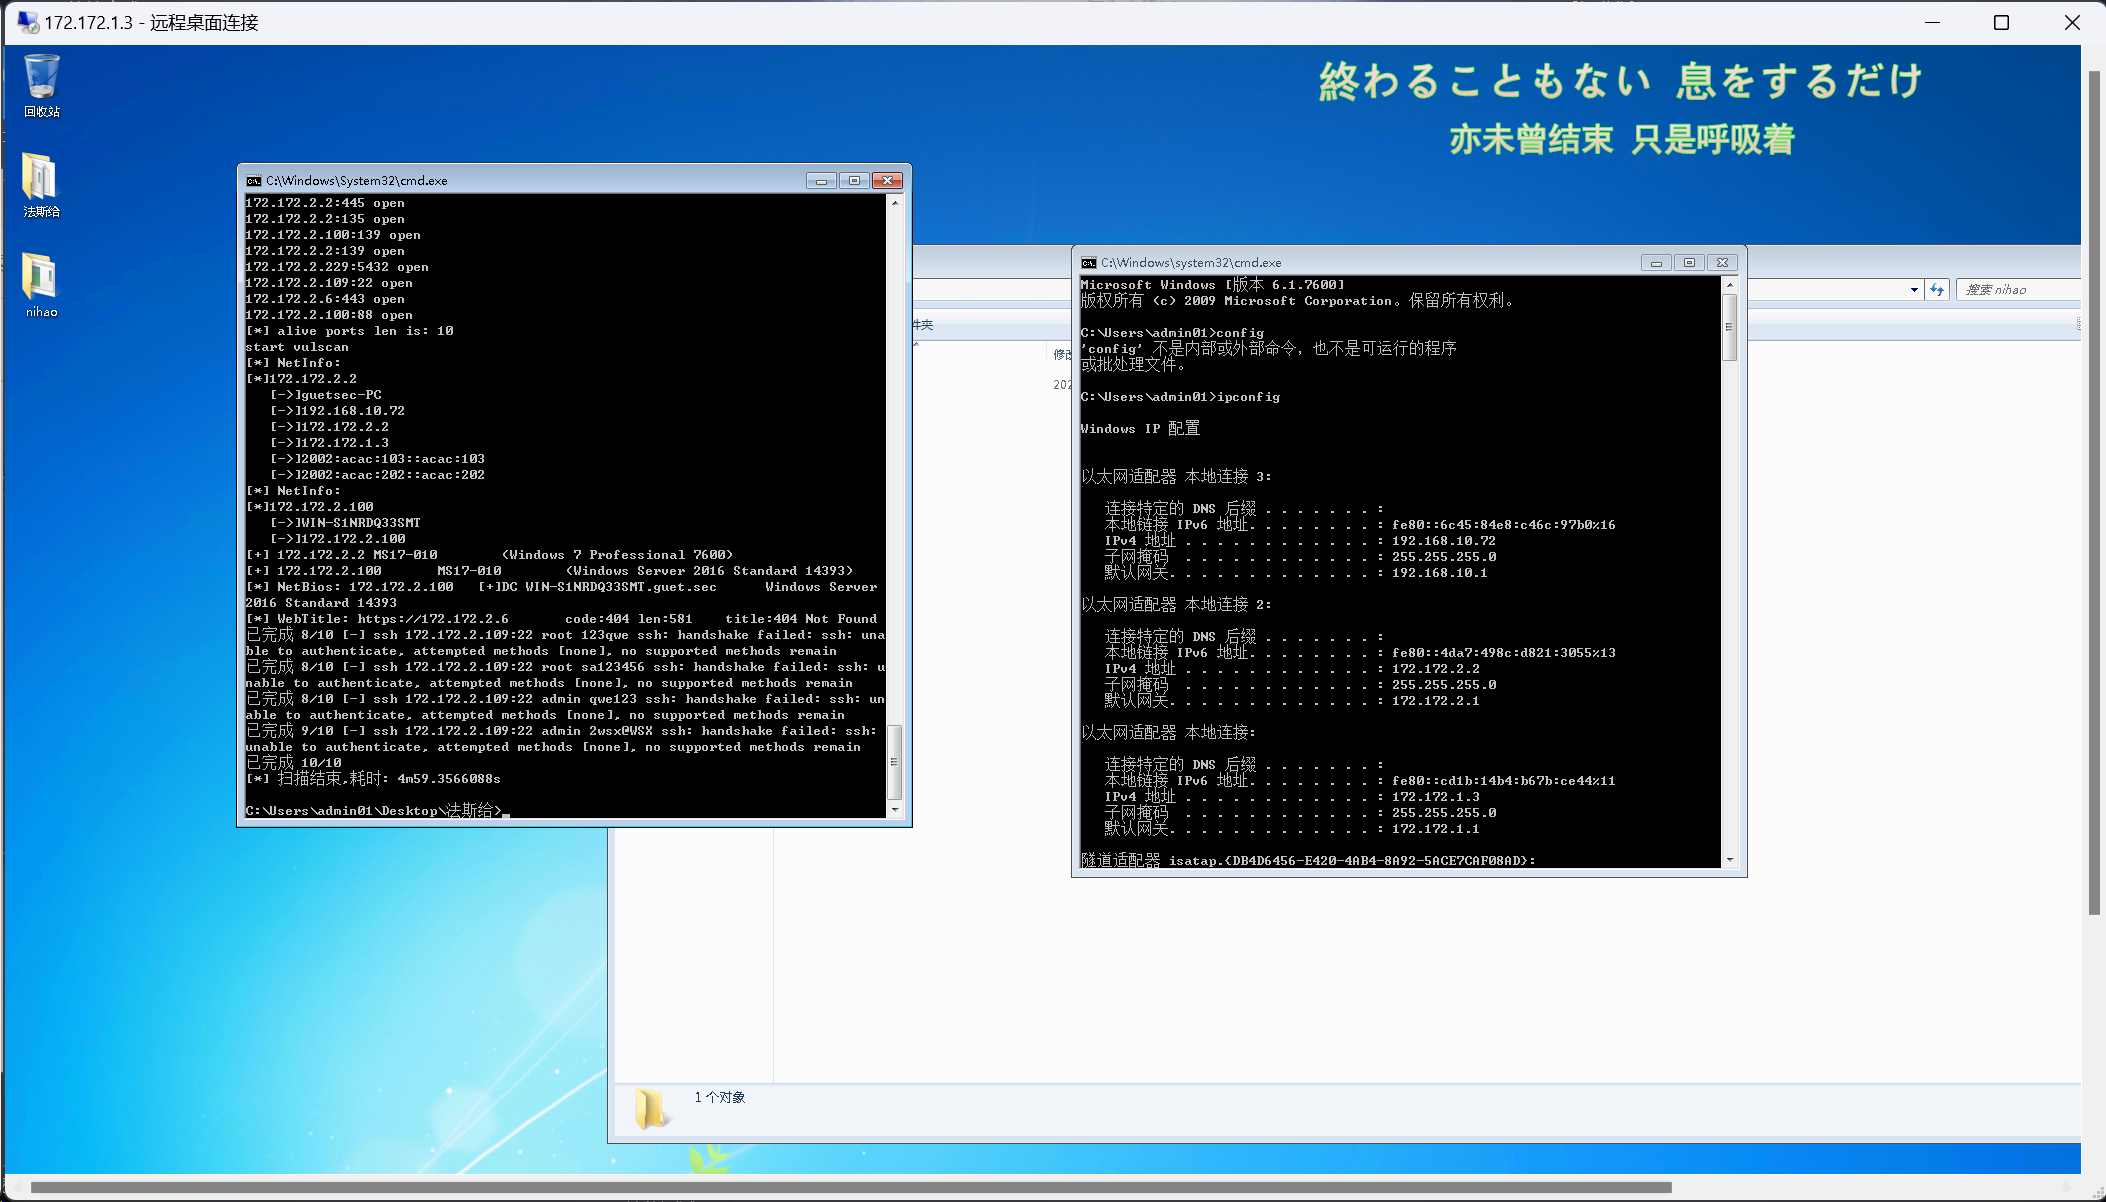 172.172.1.3 - 远程桌面连接
終わることもない 息をするだけ
亦未曾结束 只是呼吸着
回收站
法斯给
nihao
C:\Windows\System32\cmd.exe
172.172.2.2:445 open
172.172.2.2:135 open
172.172.2.100:139 open
172.172.2.2:139 open
172.172.2.229:5432 open
172.172.2.109:22 open
172.172.2.6:443 open
172.172.2.100:88 open
[*] alive ports len is: 10
start vulscan
[*] NetInfo:
[*]172.172.2.2
   [->]guetsec-PC
   [->]192.168.10.72
   [->]172.172.2.2
   [->]172.172.1.3
   [->]2002:acac:103::acac:103
   [->]2002:acac:202::acac:202
[*] NetInfo:
[*]172.172.2.100
   [->]WIN-S1NRDQ33SMT
   [->]172.172.2.100
[+] 172.172.2.2 MS17-010        (Windows 7 Professional 7600)
[+] 172.172.2.100       MS17-010        (Windows Server 2016 Standard 14393)
[*] NetBios: 172.172.2.100   [+]DC WIN-S1NRDQ33SMT.guet.sec      Windows Server
2016 Standard 14393
[*] WebTitle: https://172.172.2.6       code:404 len:581    title:404 Not Found
已完成 8/10 [-] ssh 172.172.2.109:22 root 123qwe ssh: handshake failed: ssh: una
ble to authenticate, attempted methods [none], no supported methods remain
已完成 8/10 [-] ssh 172.172.2.109:22 root sa123456 ssh: handshake failed: ssh: u
nable to authenticate, attempted methods [none], no supported methods remain
已完成 8/10 [-] ssh 172.172.2.109:22 admin qwe123 ssh: handshake failed: ssh: un
able to authenticate, attempted methods [none], no supported methods remain
已完成 9/10 [-] ssh 172.172.2.109:22 admin 2wsx@WSX ssh: handshake failed: ssh:
unable to authenticate, attempted methods [none], no supported methods remain
已完成 10/10
[*] 扫描结束,耗时: 4m59.3566088s
C:\Users\admin01\Desktop\法斯给>
件夹
修改
202
搜索 nihao
C:\Windows\system32\cmd.exe
Microsoft Windows [版本 6.1.7600]
版权所有 (c) 2009 Microsoft Corporation。保留所有权利。
C:\Users\admin01>config
'config' 不是内部或外部命令，也不是可运行的程序
或批处理文件。
C:\Users\admin01>ipconfig
Windows IP 配置
以太网适配器 本地连接 3:
   连接特定的 DNS 后缀 . . . . . . . :
   本地链接 IPv6 地址. . . . . . . . : fe80::6c45:84e8:c46c:97b0%16
   IPv4 地址 . . . . . . . . . . . . : 192.168.10.72
   子网掩码  . . . . . . . . . . . . : 255.255.255.0
   默认网关. . . . . . . . . . . . . : 192.168.10.1
以太网适配器 本地连接 2:
   连接特定的 DNS 后缀 . . . . . . . :
   本地链接 IPv6 地址. . . . . . . . : fe80::4da7:498c:d821:3055%13
   IPv4 地址 . . . . . . . . . . . . : 172.172.2.2
   子网掩码  . . . . . . . . . . . . : 255.255.255.0
   默认网关. . . . . . . . . . . . . : 172.172.2.1
以太网适配器 本地连接:
   连接特定的 DNS 后缀 . . . . . . . :
   本地链接 IPv6 地址. . . . . . . . : fe80::cd1b:14b4:b67b:ce44%11
   IPv4 地址 . . . . . . . . . . . . : 172.172.1.3
   子网掩码  . . . . . . . . . . . . : 255.255.255.0
   默认网关. . . . . . . . . . . . . : 172.172.1.1
隧道适配器 isatap.{DB4D6456-E420-4AB4-8A92-5ACE7CAF08AD}:
1 个对象